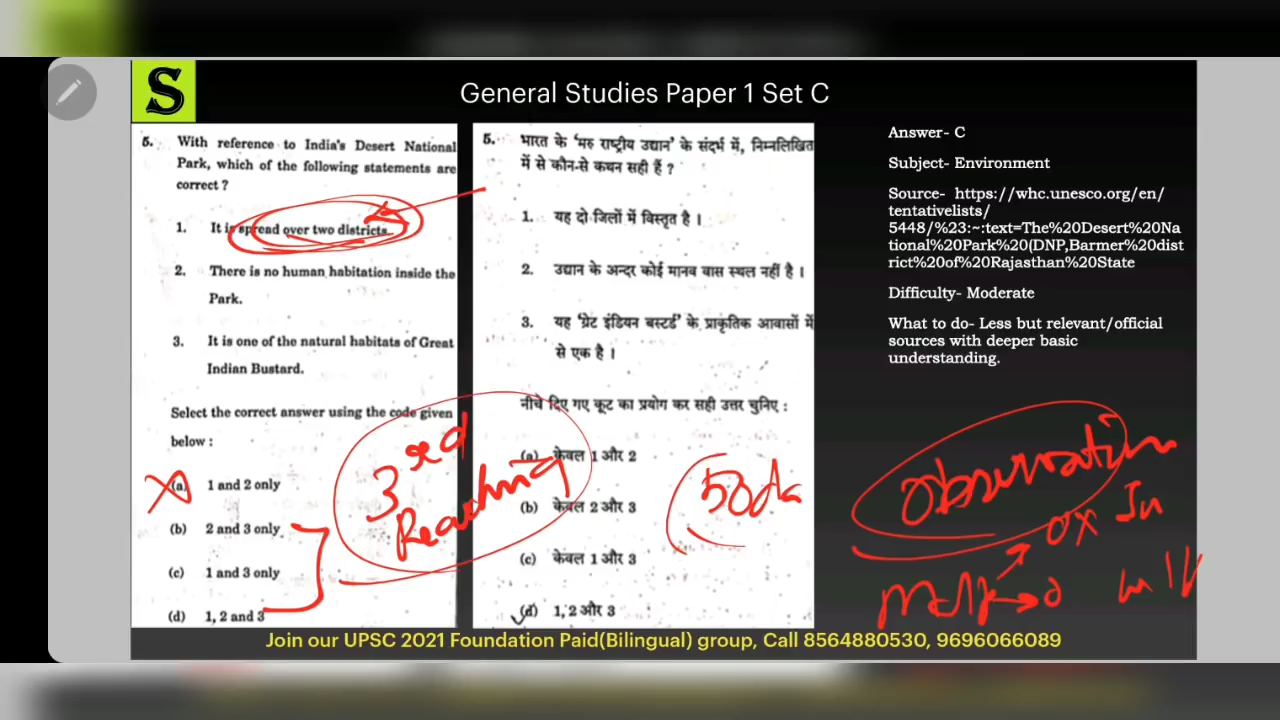 S
General Studies Paper 1 Set C
5. With reference to India's Desert National
Park, which of the following statements are
correct ?
1. It is spread over two districts.
2. There is no human habitation inside the
Park.
3. It is one of the natural habitats of Great
Indian Bustard.
Select the correct answer using the code given
below :
(a) 1 and 2 only
(b) 2 and 3 only
(c) 1 and 3 only
(d) 1, 2 and 3
5. भारत के 'मरु राष्ट्रीय उद्यान' के संदर्भ में, निम्नलिखित
में से कौन-से कथन सही हैं ?
1. यह दो जिलों में विस्तृत है ।
2. उद्यान के अन्दर कोई मानव वास स्थल नहीं है ।
3. यह 'ग्रेट इंडियन बस्टर्ड' के प्राकृतिक आवासों में
से एक है ।
नीचे दिए गए कूट का प्रयोग कर सही उत्तर चुनिए :
(a) केवल 1 और 2
(b) केवल 2 और 3
(c) केवल 1 और 3
(d) 1, 2 और 3
3rd
Reading
Answer- C
Subject- Environment
Source- https://whc.unesco.org/en/
tentativelists/
5448/%23:~:text=The%20Desert%20Na
tional%20Park%20(DNP,Barmer%20dist
rict%20of%20Rajasthan%20State
Difficulty- Moderate
What to do- Less but relevant/official
sources with deeper basic
understanding.
Observation
Join our UPSC 2021 Foundation Paid(Bilingual) group, Call 8564880530, 9696066089